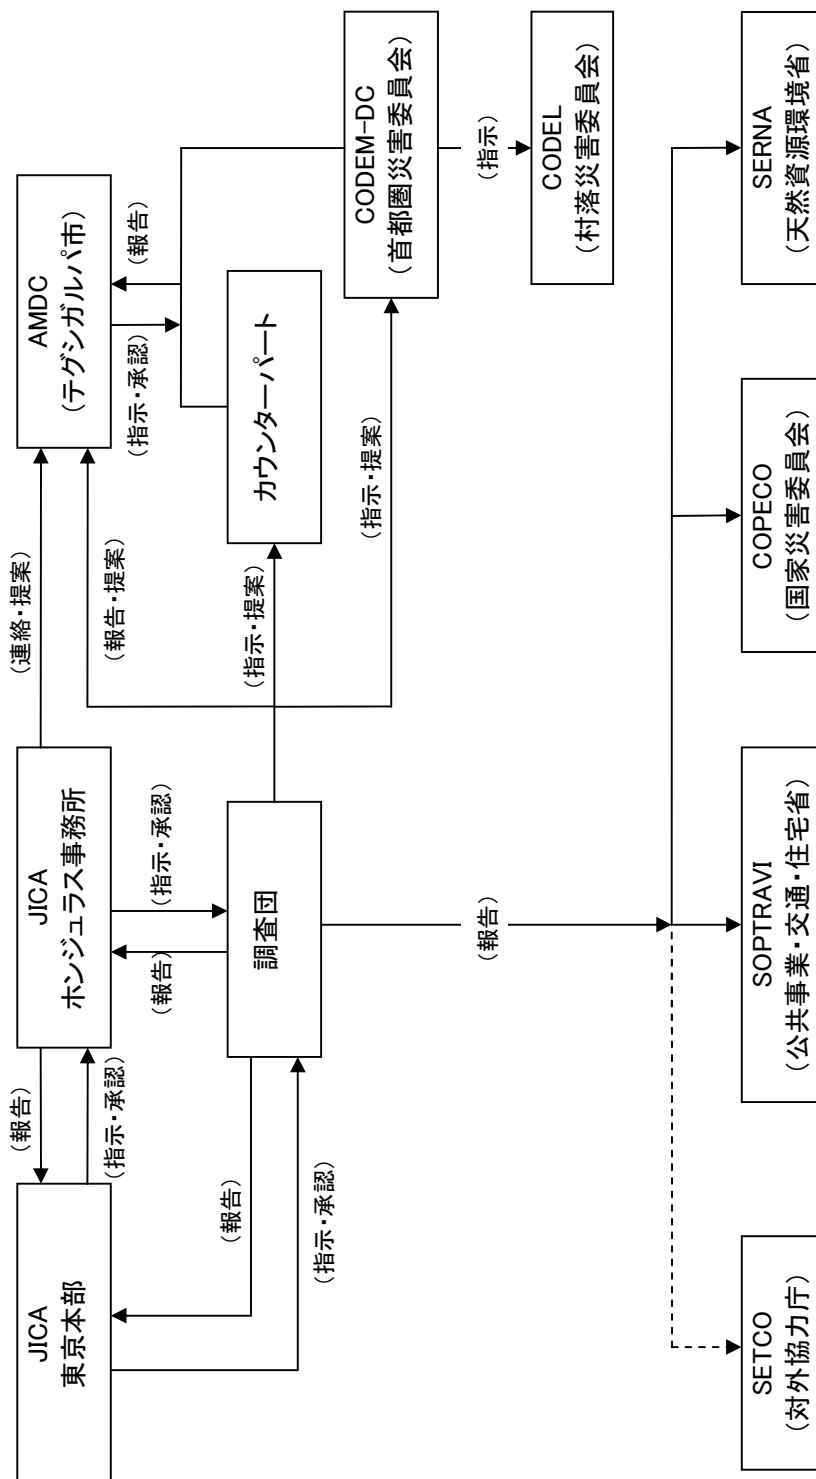 JICA
東京本部
(報告)
(指示・承認)
JICA
ホンジュラス事務所
(連絡・提案)
(報告・提案)
AMDC
(テグシガルパ市)
(報告)
(指示・承認)
(報告)
(指示・承認)
(報告)
(指示・承認)
調査団
(指示・提案)
カウンターパート
(指示・提案)
CODEM-DC
(首都圏災害委員会)
(指示)
CODEL
(村落災害委員会)
(報告)
SETCO
(対外協力庁)
SOPTRAVI
(公共事業・交通・住宅省)
COPECO
(国家災害委員会)
SERNA
(天然資源環境省)